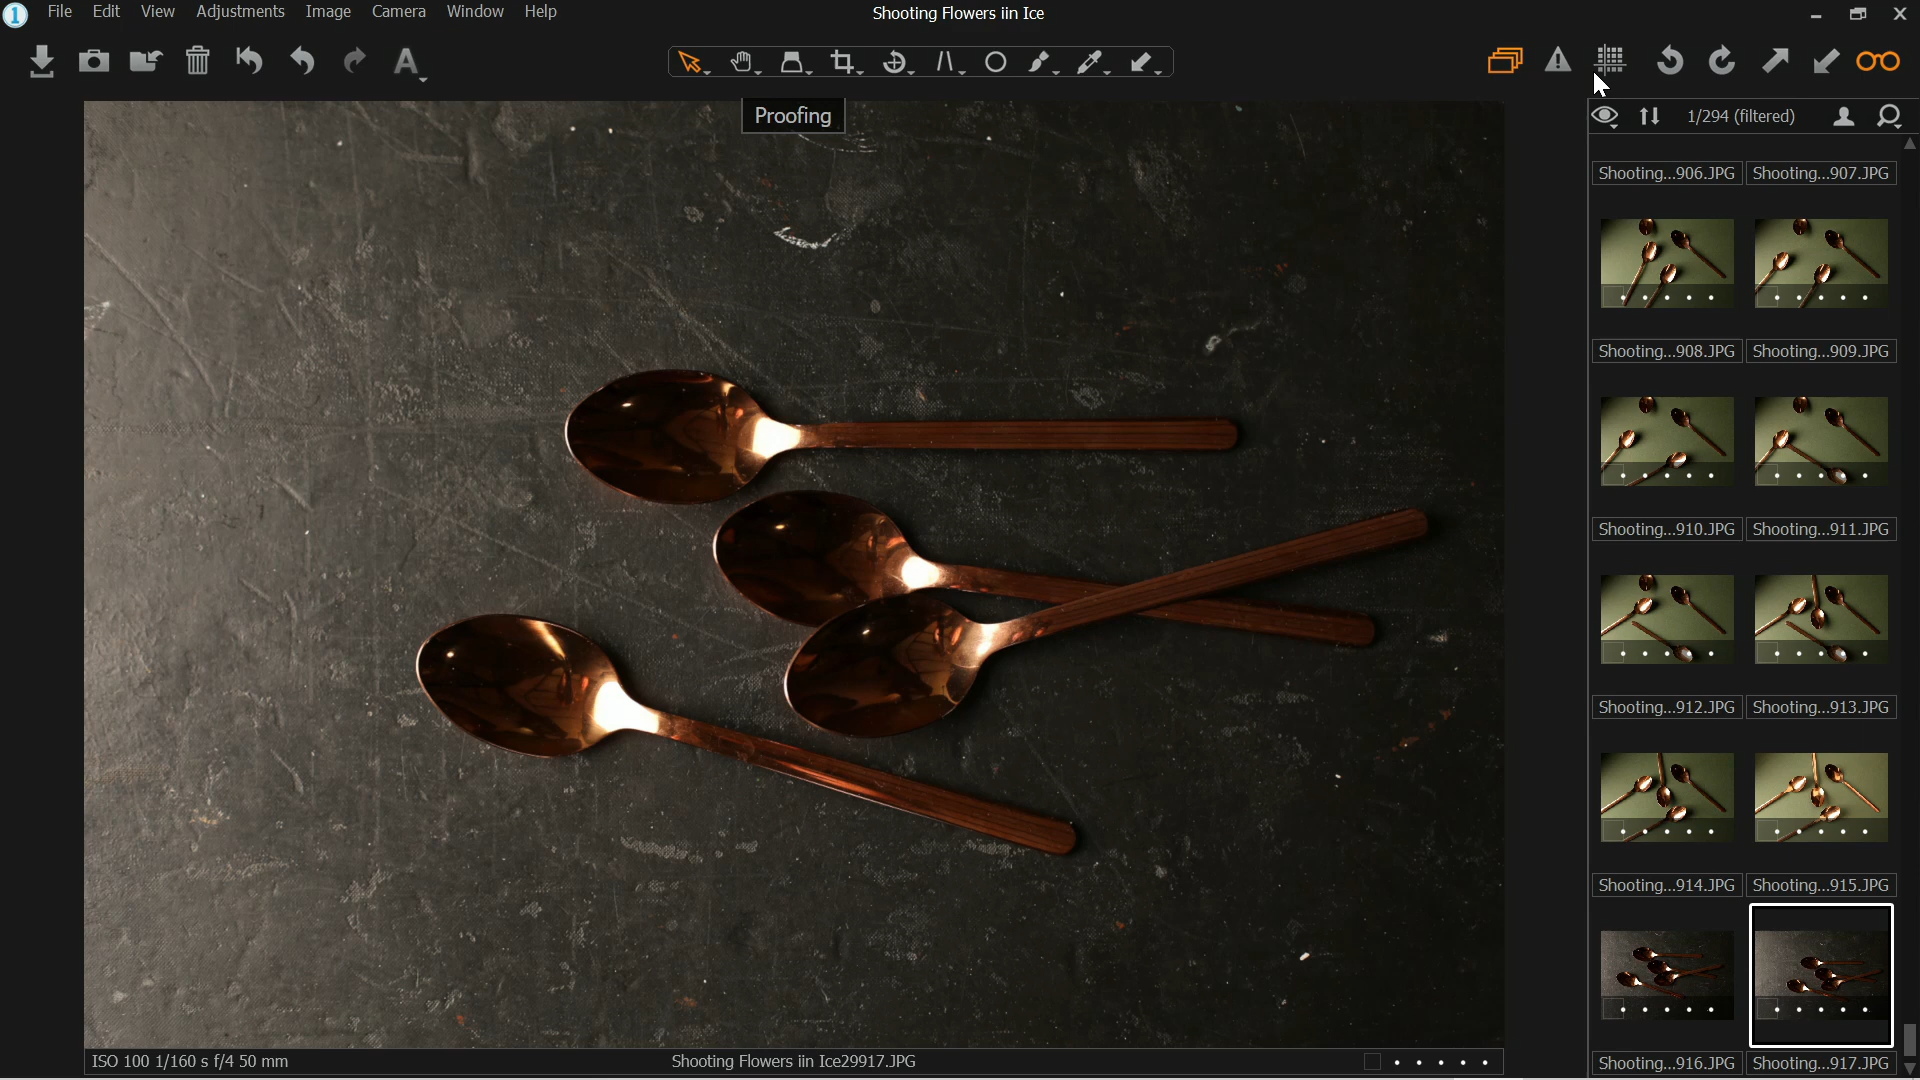 File Edit View Adjustments Image Camera Window Help
Shooting Flowers iin Ice
A
Proofing
1/294 (filtered)
Shooting...906.JPG Shooting...907.JPG
Shooting...908.JPG Shooting...909.JPG
Shooting...910.JPG Shooting...911.JPG
Shooting...912.JPG Shooting...913.JPG
Shooting...914.JPG Shooting...915.JPG
Shooting...916.JPG Shooting...917.JPG
ISO 100 1/160 s f/4 50 mm
Shooting Flowers iin Ice29917.JPG